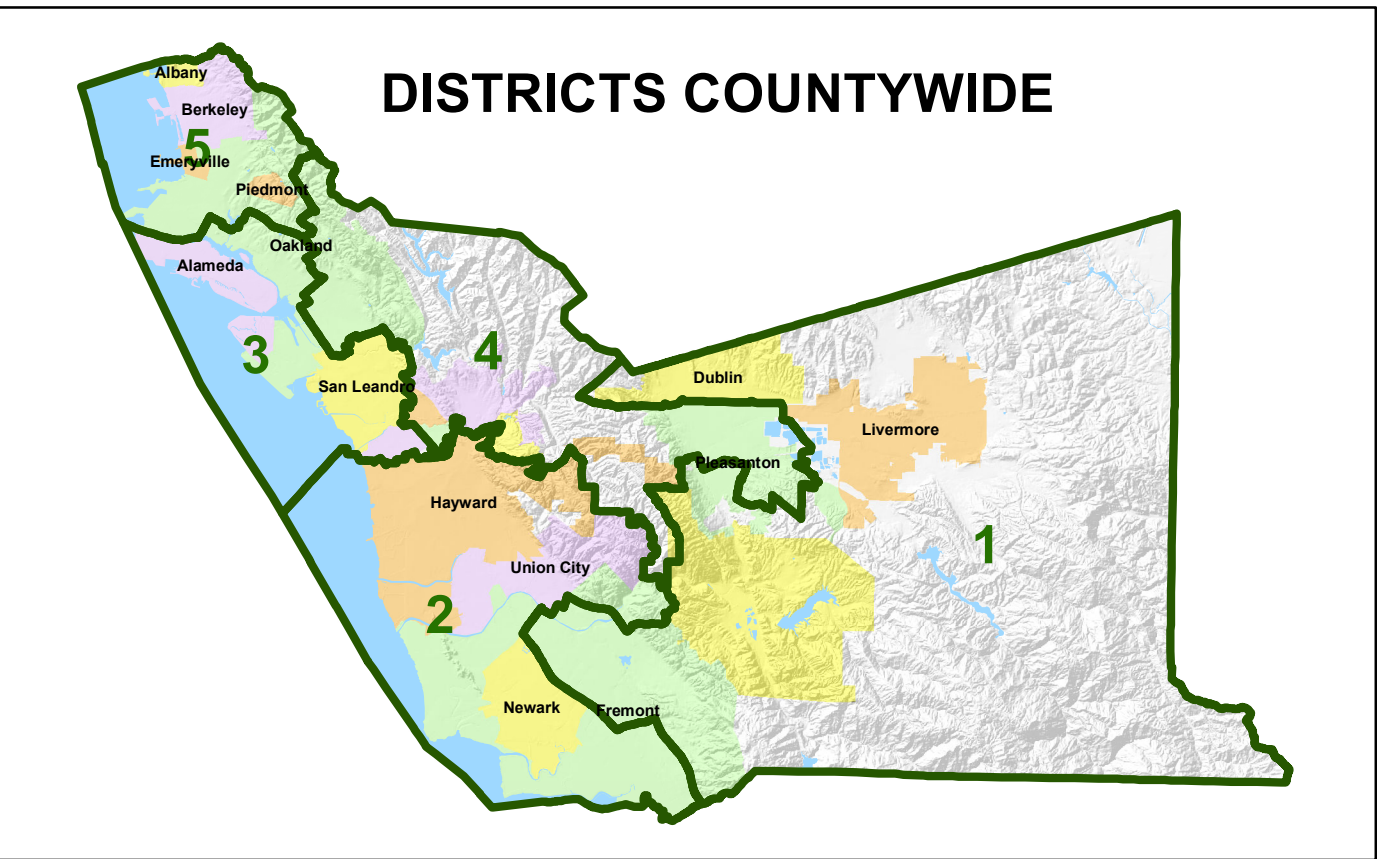 DISTRICTS COUNTYWIDE
Albany
Berkeley
5
Emeryville
Piedmont
Oakland
Alameda
3
4
San Leandro
Dublin
Livermore
Pleasanton
Hayward
1
Union City
2
Newark
Fremont